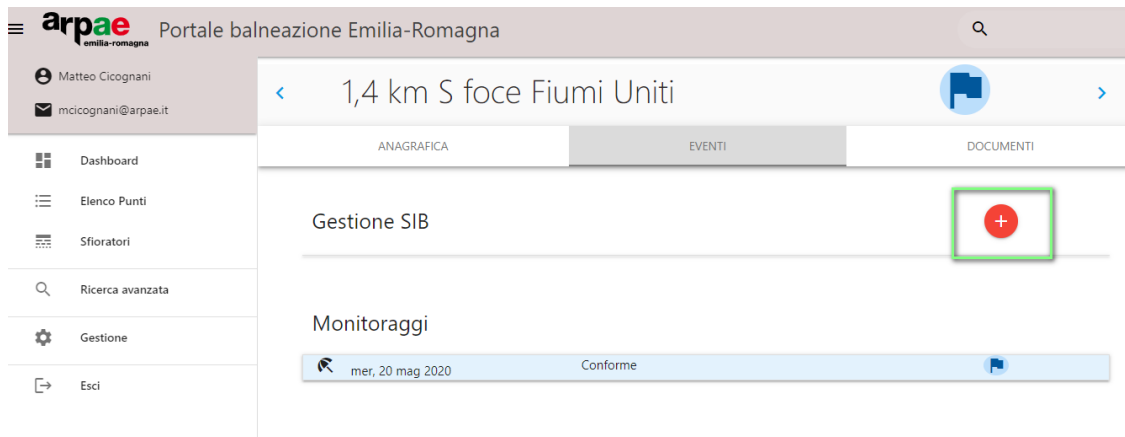 arpae
emilia-romagna
Portale balneazione Emilia-Romagna
Matteo Cicognani
mcicognani@arpae.it
1,4 km S foce Fiumi Uniti
ANAGRAFICA EVENTI DOCUMENTI
Dashboard
Elenco Punti
Sfioratori
Ricerca avanzata
Gestione
Esci
Gestione SIB
Monitoraggi
mer, 20 mag 2020 Conforme